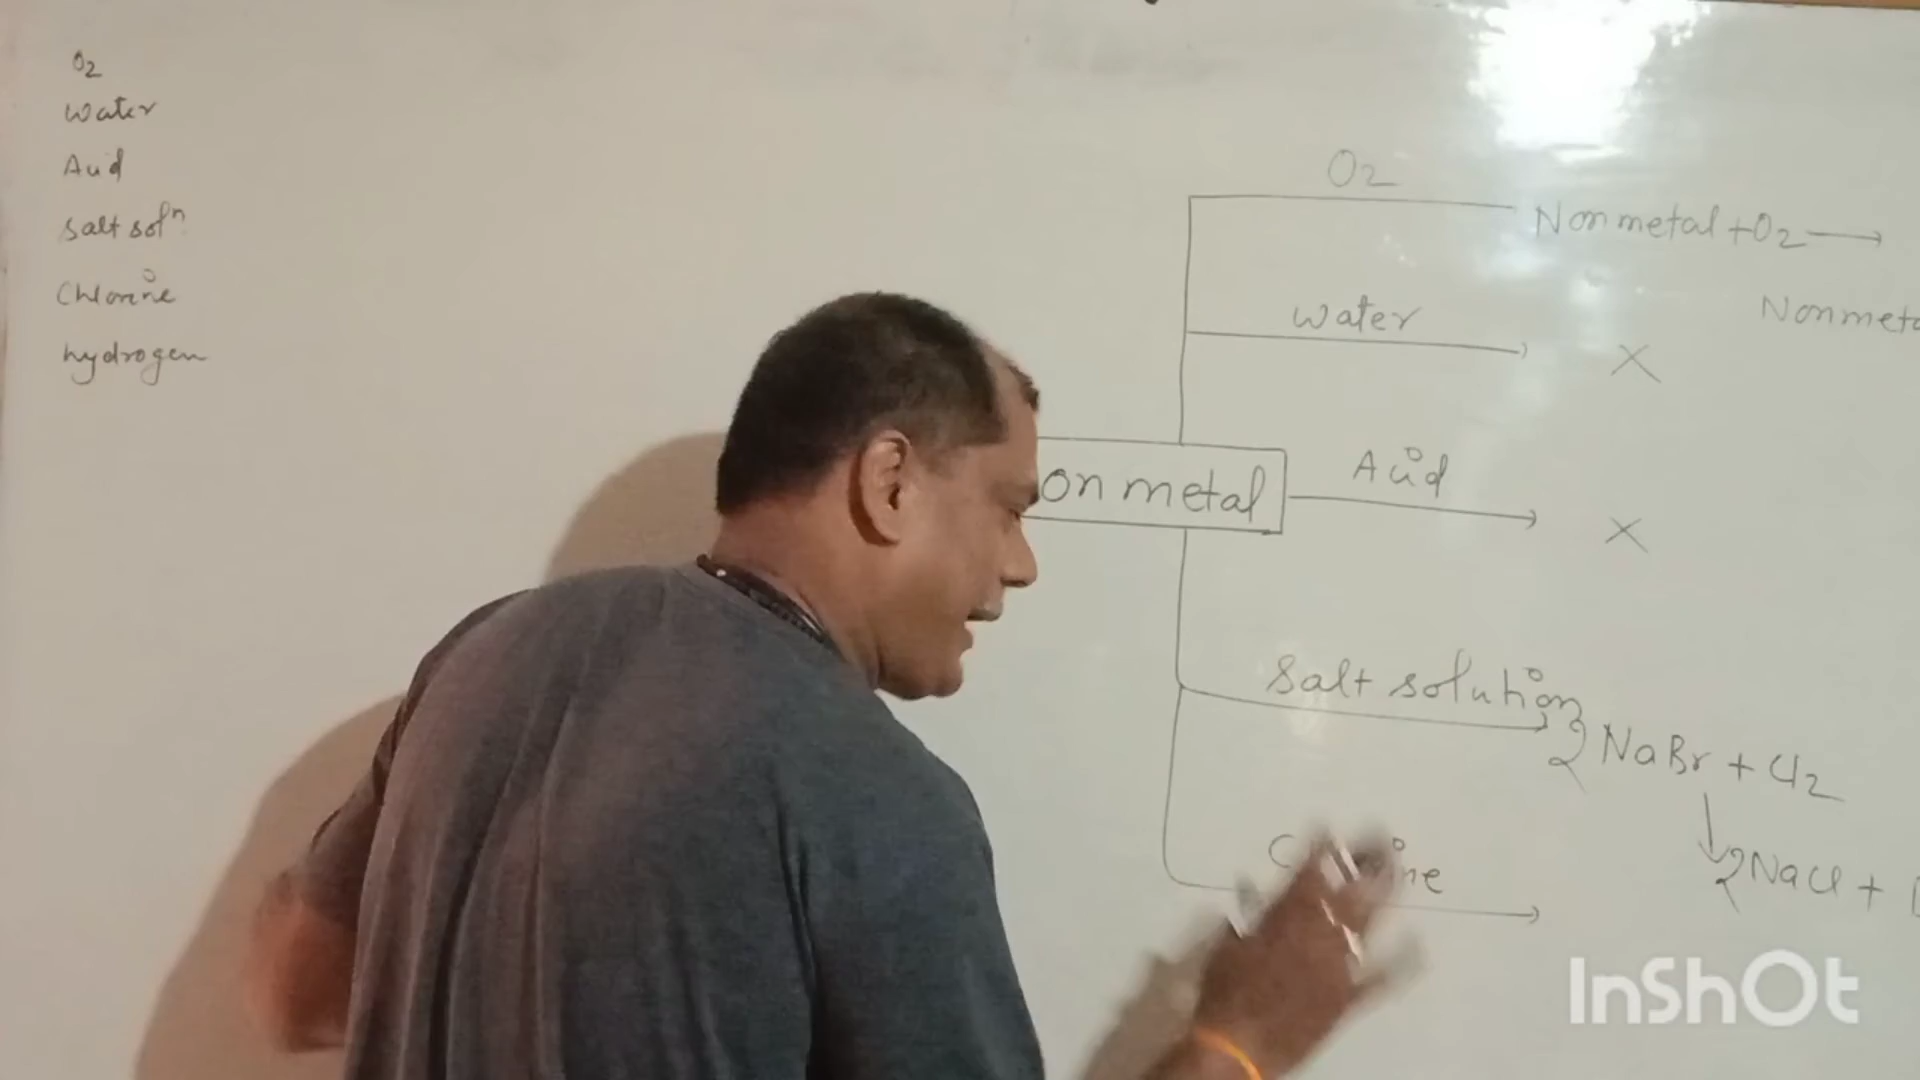 O2
Water
Acid
Salt solⁿ
Chlorine
hydrogen
O2
Nonmetal + O2 →
Water
Nonmeta
X
on metal
Acid
X
Salt solution
2NaBr + Cl2
↓
2NaCl +
InShOt